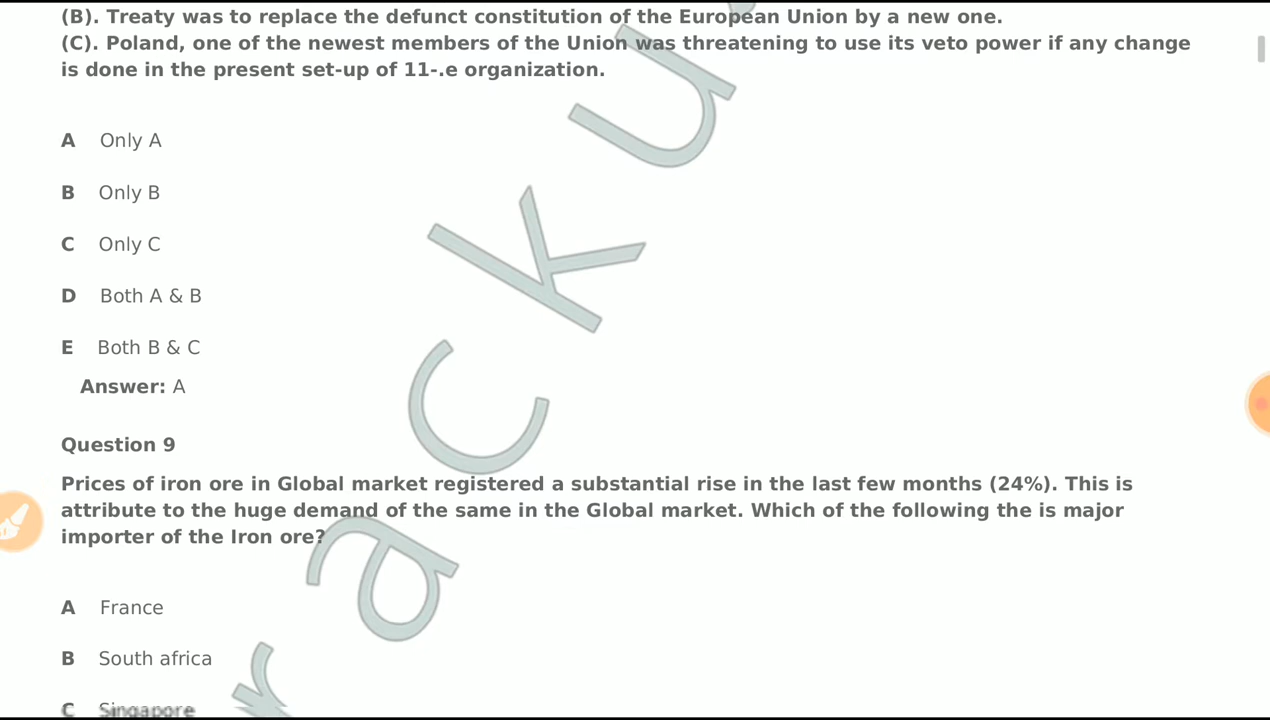 (B). Treaty was to replace the defunct constitution of the European Union by a new one.
(C). Poland, one of the newest members of the Union was threatening to use its veto power if any change
is done in the present set-up of 11-.e organization.
A Only A
B Only B
C Only C
D Both A & B
E Both B & C
Answer: A
Question 9
Prices of iron ore in Global market registered a substantial rise in the last few months (24%). This is
attribute to the huge demand of the same in the Global market. Which of the following the is major
importer of the Iron ore?
A France
B South africa
C Singapore
r a c k u